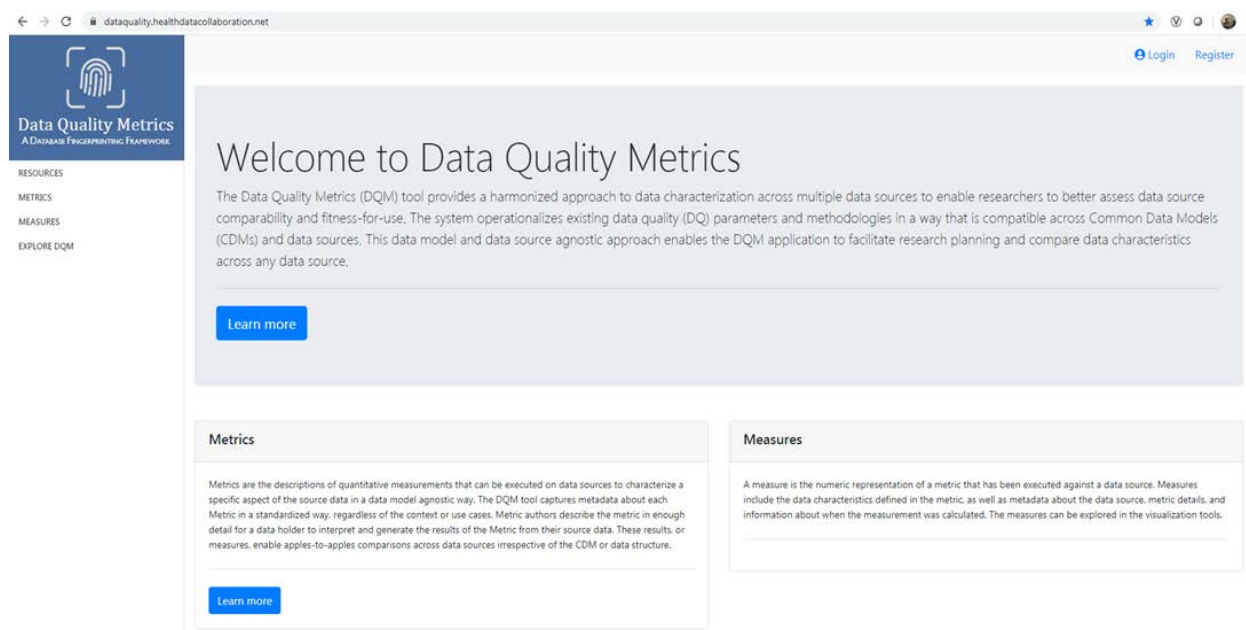 dataquality.healthdatacollaboration.net
Login Register
Data Quality Metrics
A Database Fingerprinting Framework
RESOURCES
METRICS
MEASURES
EXPLORE DQM
Welcome to Data Quality Metrics
The Data Quality Metrics (DQM) tool provides a harmonized approach to data characterization across multiple data sources to enable researchers to better assess data source
comparability and fitness-for-use. The system operationalizes existing data quality (DQ) parameters and methodologies in a way that is compatible across Common Data Models
(CDMs) and data sources. This data model and data source agnostic approach enables the DQM application to facilitate research planning and compare data characteristics
across any data source.
Learn more
Metrics
Metrics are the descriptions of quantitative measurements that can be executed on data sources to characterize a
specific aspect of the source data in a data model agnostic way. The DQM tool captures metadata about each
Metric in a standardized way, regardless of the context or use cases. Metric authors describe the metric in enough
detail for a data holder to interpret and generate the results of the Metric from their source data. These results, or
measures, enable apples-to-apples comparisons across data sources irrespective of the CDM or data structure.
Learn more
Measures
A measure is the numeric representation of a metric that has been executed against a data source. Measures
include the data characteristics defined in the metric, as well as metadata about the data source, metric details, and
information about when the measurement was calculated. The measures can be explored in the visualization tools.